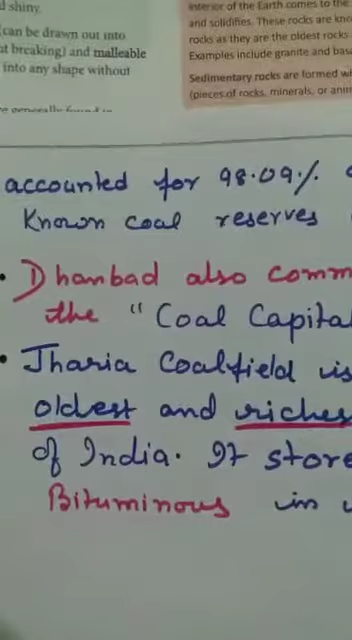 d shiny.
(can be drawn out into
ut breaking) and malleable
into any shape without
interior of the Earth comes to the
and solidifies. These rocks are kno
rocks as they are the oldest rocks
Examples include granite and bas
Sedimentary rocks are formed w
(pieces of rocks, minerals, or anim
accounted for 98.09%
Known coal reserves
• Dhanbad also comm
the "Coal Capital
• Jharia Coalfield is
oldest and riches
of India. It store
Bituminous in